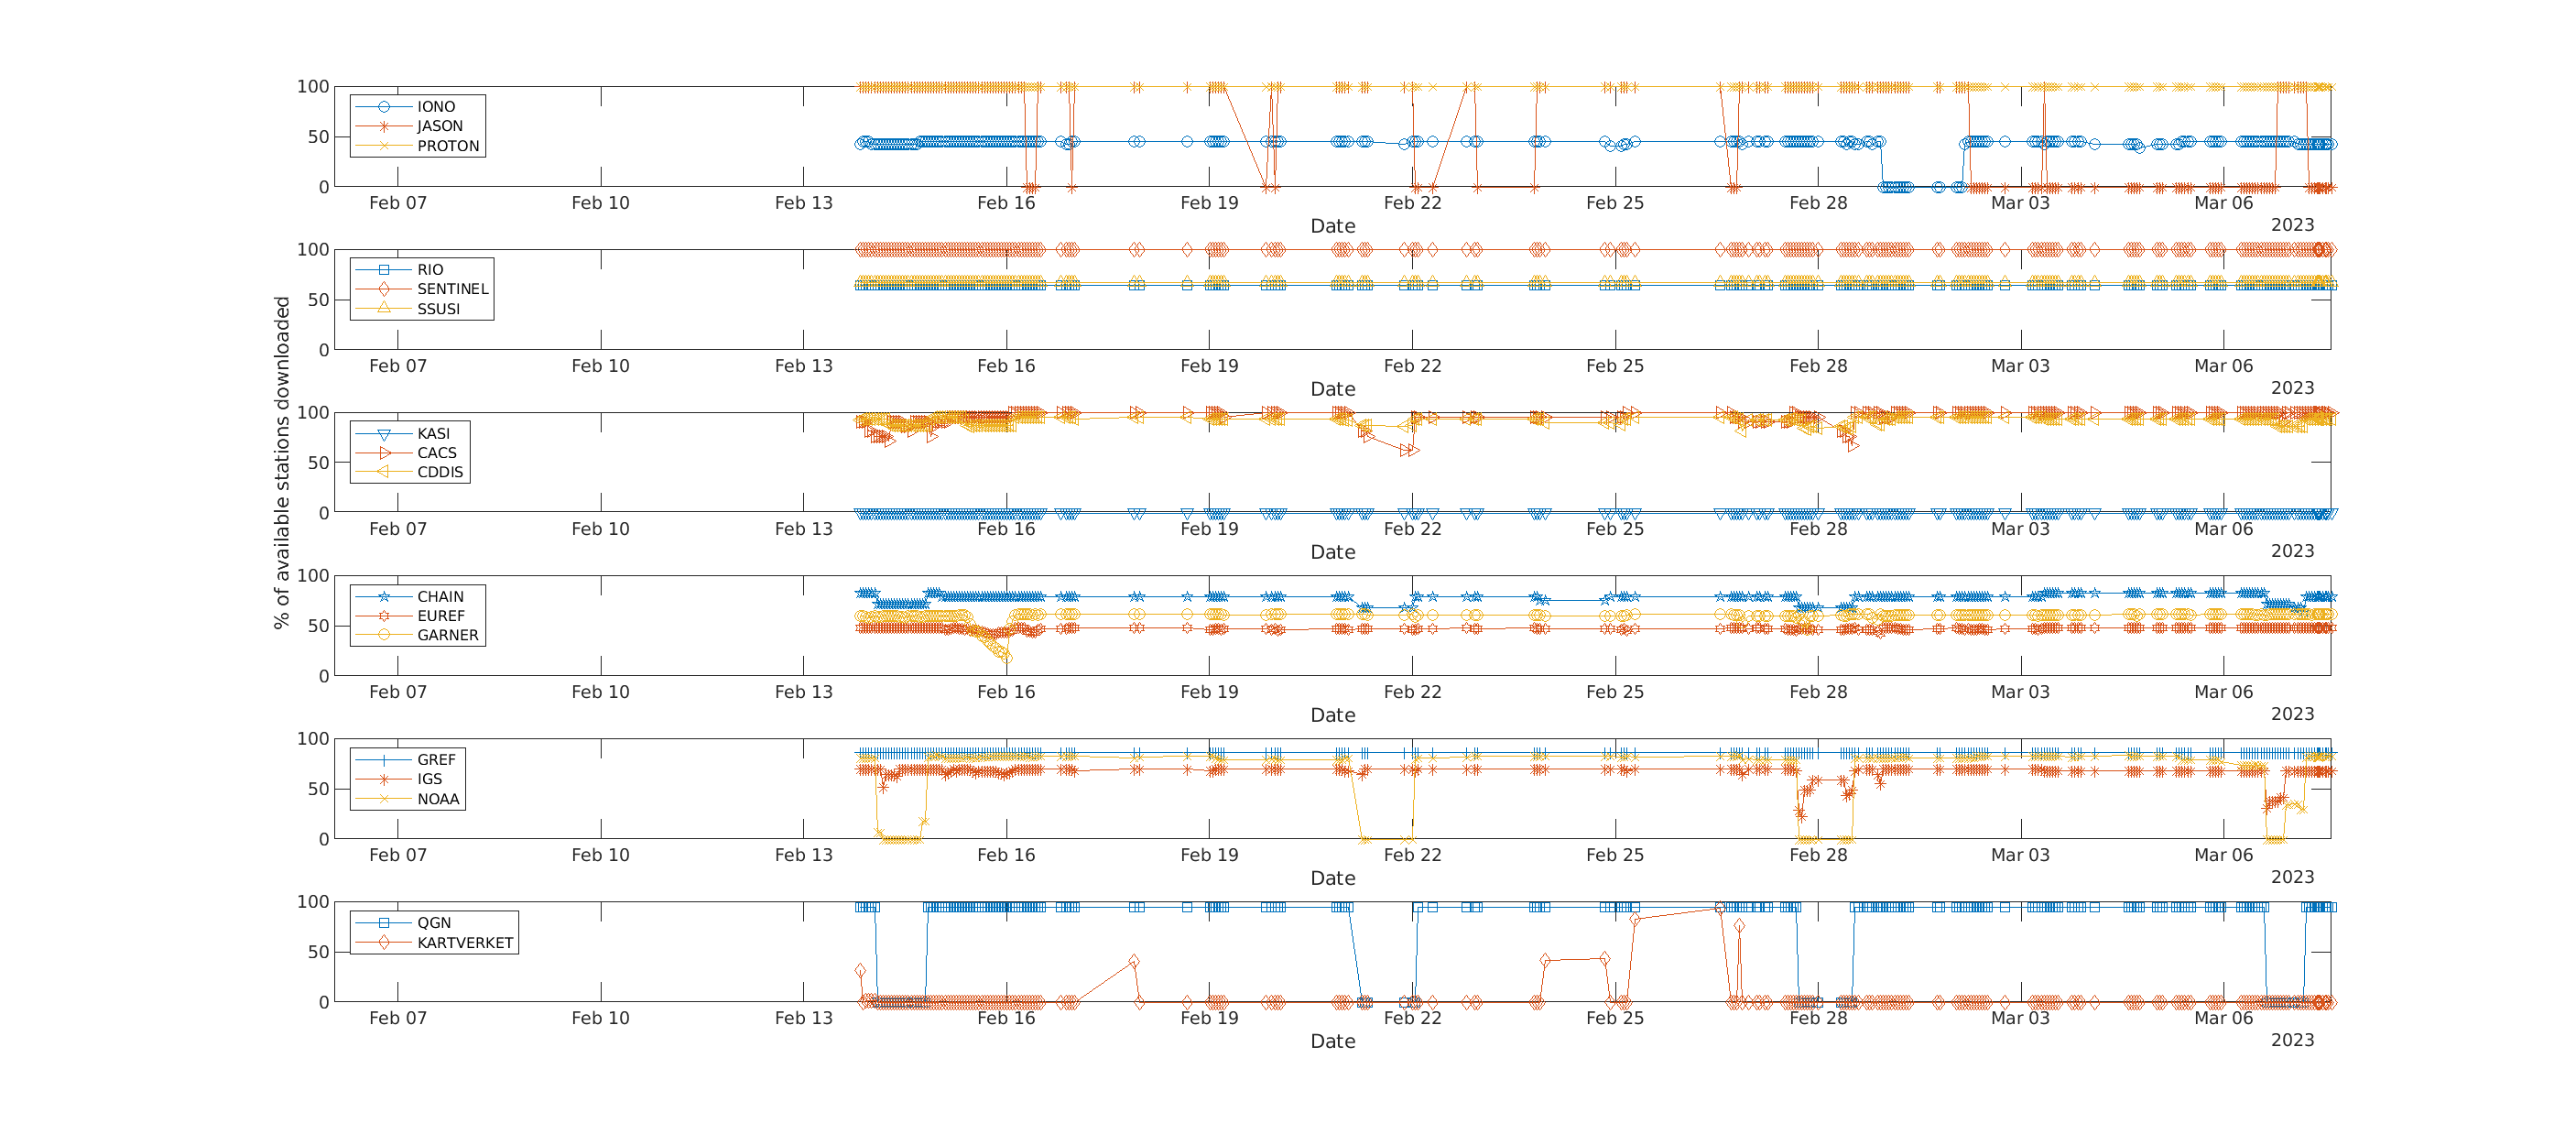 % of available stations downloaded
100
50
0
IONO
JASON
PROTON
Feb 07 Feb 10 Feb 13 Feb 16 Feb 19 Feb 22 Feb 25 Feb 28 Mar 03 Mar 06
Date
2023
100
50
0
RIO
SENTINEL
SSUSI
Feb 07 Feb 10 Feb 13 Feb 16 Feb 19 Feb 22 Feb 25 Feb 28 Mar 03 Mar 06
Date
2023
100
50
0
KASI
CACS
CDDIS
Feb 07 Feb 10 Feb 13 Feb 16 Feb 19 Feb 22 Feb 25 Feb 28 Mar 03 Mar 06
Date
2023
100
50
0
CHAIN
EUREF
GARNER
Feb 07 Feb 10 Feb 13 Feb 16 Feb 19 Feb 22 Feb 25 Feb 28 Mar 03 Mar 06
Date
2023
100
50
0
GREF
IGS
NOAA
Feb 07 Feb 10 Feb 13 Feb 16 Feb 19 Feb 22 Feb 25 Feb 28 Mar 03 Mar 06
Date
2023
100
50
0
QGN
KARTVERKET
Feb 07 Feb 10 Feb 13 Feb 16 Feb 19 Feb 22 Feb 25 Feb 28 Mar 03 Mar 06
Date
2023